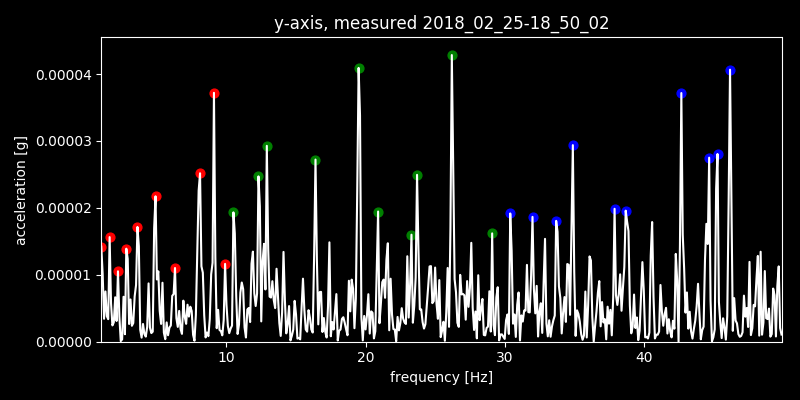 y-axis, measured 2018_02_25-18_50_02
0.00004
0.00003
0.00002
0.00001
0.00000
acceleration [g]
10 20 30 40
frequency [Hz]